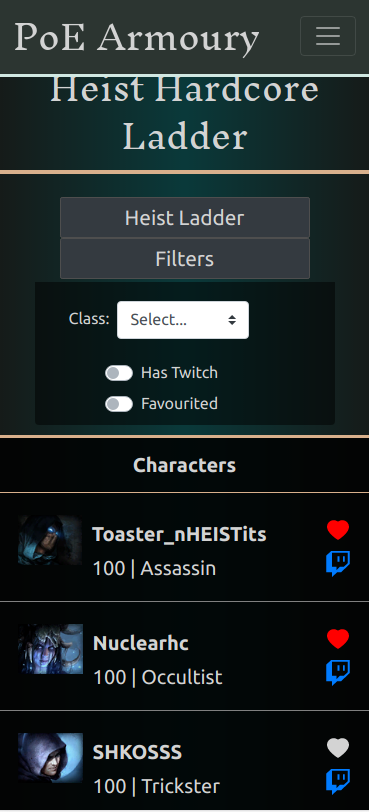 PoE Armoury
Heist Hardcore
Ladder
Heist Ladder
Filters
Class: Select...
Has Twitch
Favourited
Characters
Toaster_nHEISTits
100 | Assassin
Nuclearhc
100 | Occultist
SHKOSSS
100 | Trickster